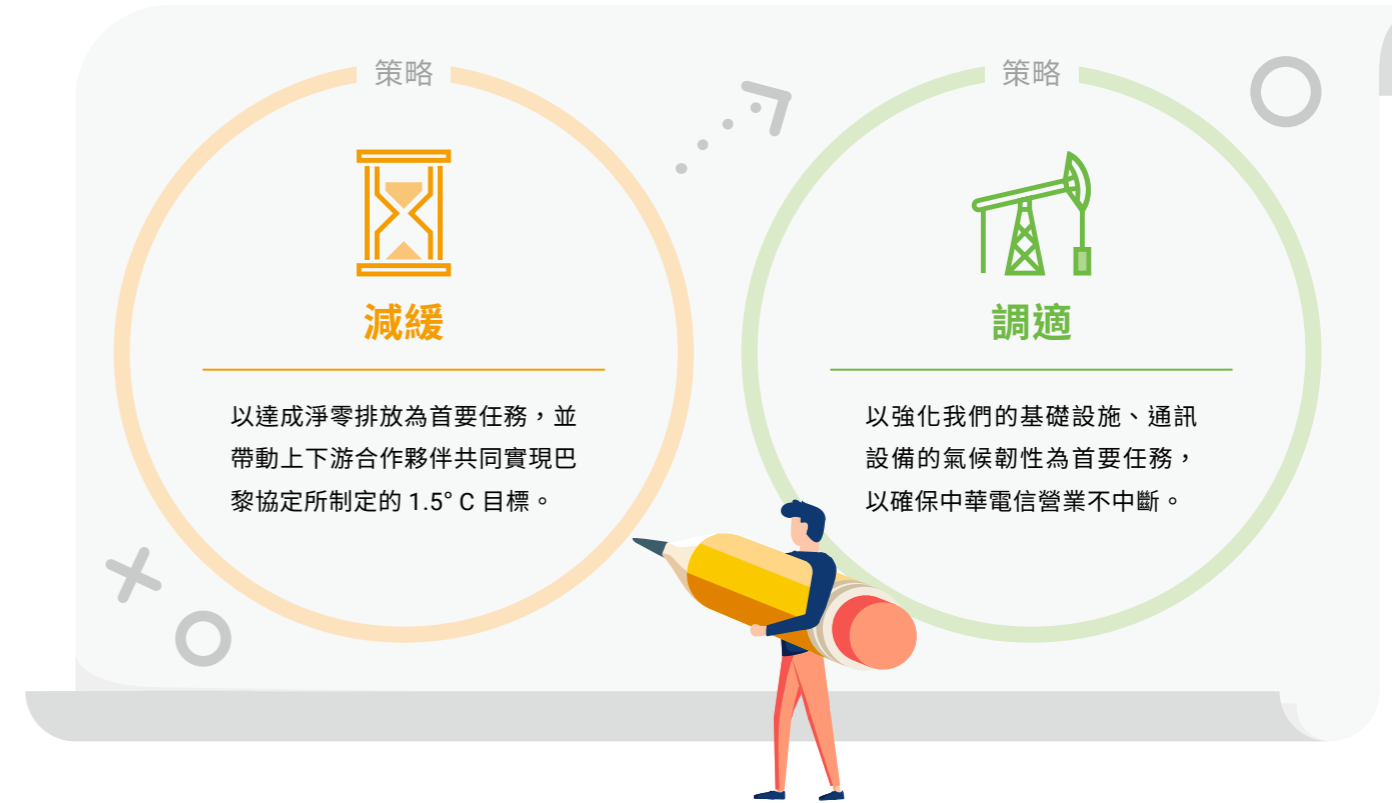 策略
減緩
以達成淨零排放為首要任務，並
帶動上下游合作夥伴共同實現巴
黎協定所制定的 1.5° C 目標。
策略
調適
以強化我們的基礎設施、通訊
設備的氣候韌性為首要任務，
以確保中華電信營業不中斷。